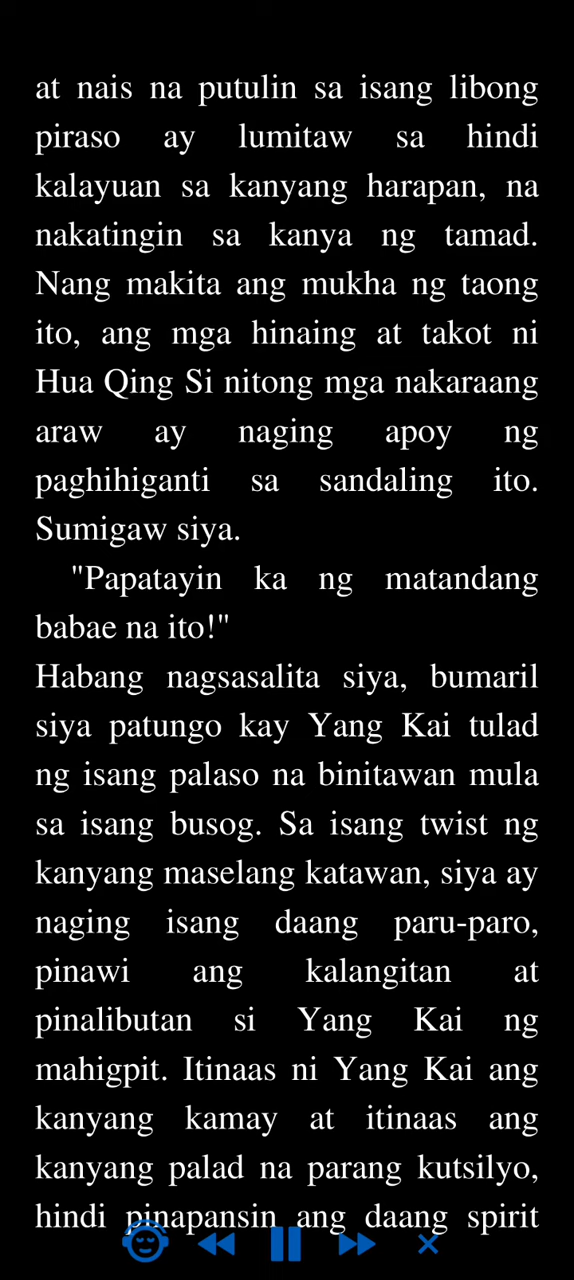 at nais na putulin sa isang libong
piraso ay lumitaw sa hindi
kalayuan sa kanyang harapan, na
nakatingin sa kanya ng tamad.
Nang makita ang mukha ng taong
ito, ang mga hinaing at takot ni
Hua Qing Si nitong mga nakaraang
araw ay naging apoy ng
paghihiganti sa sandaling ito.
Sumigaw siya.
"Papatayin ka ng matandang
babae na ito!"
Habang nagsasalita siya, bumaril
siya patungo kay Yang Kai tulad
ng isang palaso na binitawan mula
sa isang busog. Sa isang twist ng
kanyang maselang katawan, siya ay
naging isang daang paru-paro,
pinawi ang kalangitan at
pinalibutan si Yang Kai ng
mahigpit. Itinaas ni Yang Kai ang
kanyang kamay at itinaas ang
kanyang palad na parang kutsilyo,
hindi pinapansin ang daang spirit